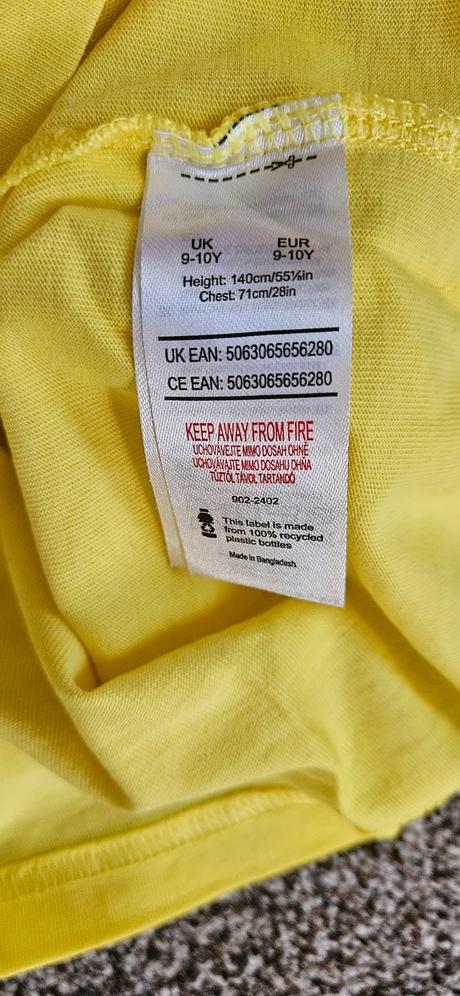 UK EUR
9-10Y 9-10Y
Height: 140cm/55⅛in
Chest: 71cm/28in
UK EAN: 5063065656280
CE EAN: 5063065656280
KEEP AWAY FROM FIRE
UCHOVÁVEJTE MIMO DOSAH OHNĚ
UCHOVÁVAJTE MIMO DOSAHU OHŇA
TŰZTŐL TÁVOL TARTANDÓ
902-2402
This label is made
from 100% recycled
plastic bottles
Made in Bangladesh